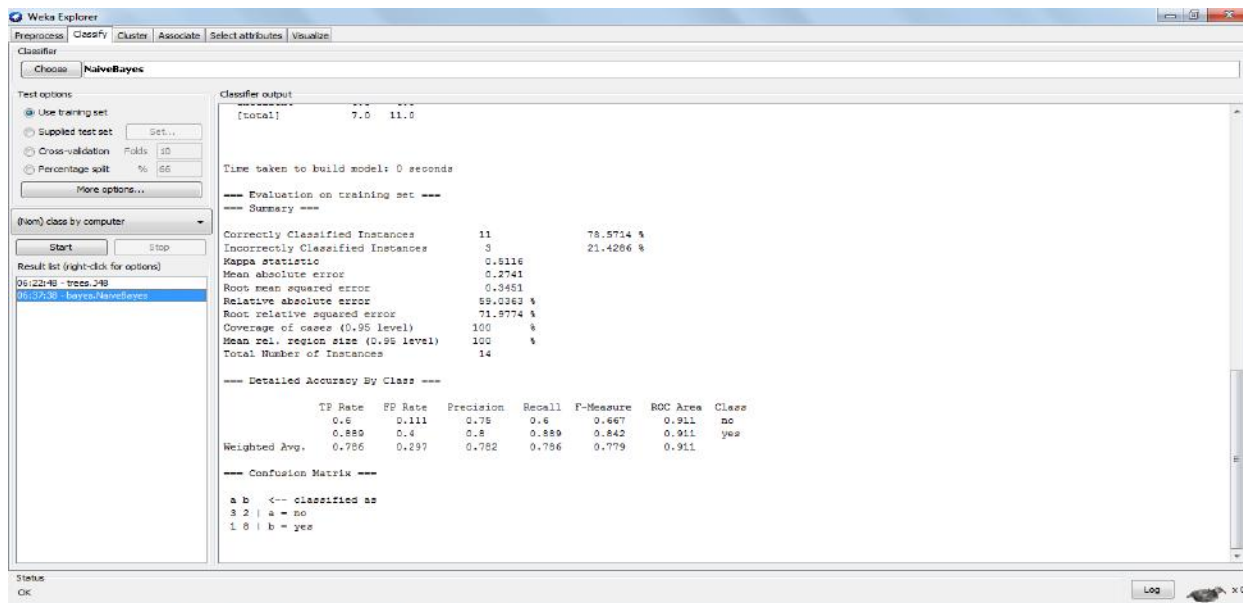 Weka Explorer
Preprocess Classify Cluster Associate Select attributes Visualize
Classifier
Choose NaiveBayes
Test options
Use training set
Supplied test set Set...
Cross-validation Folds 10
Percentage split % 66
More options...
(Nom) class by computer
Start Stop
Result list (right-click for options)
06:22:48 - trees.J48
06:37:38 - bayes.NaiveBayes
Classifier output
[total] 7.0 11.0
Time taken to build model: 0 seconds
=== Evaluation on training set ===
=== Summary ===
Correctly Classified Instances 11 78.5714 %
Incorrectly Classified Instances 3 21.4286 %
Kappa statistic 0.5116
Mean absolute error 0.2741
Root mean squared error 0.3451
Relative absolute error 59.0363 %
Root relative squared error 71.9774 %
Coverage of cases (0.95 level) 100 %
Mean rel. region size (0.95 level) 100 %
Total Number of Instances 14
=== Detailed Accuracy By Class ===
TP Rate FP Rate Precision Recall F-Measure ROC Area Class
0.6 0.111 0.75 0.6 0.667 0.911 no
0.889 0.4 0.8 0.889 0.842 0.911 yes
Weighted Avg. 0.786 0.297 0.782 0.786 0.779 0.911
=== Confusion Matrix ===
a b <-- classified as
3 2 | a = no
1 8 | b = yes
Status
OK
Log